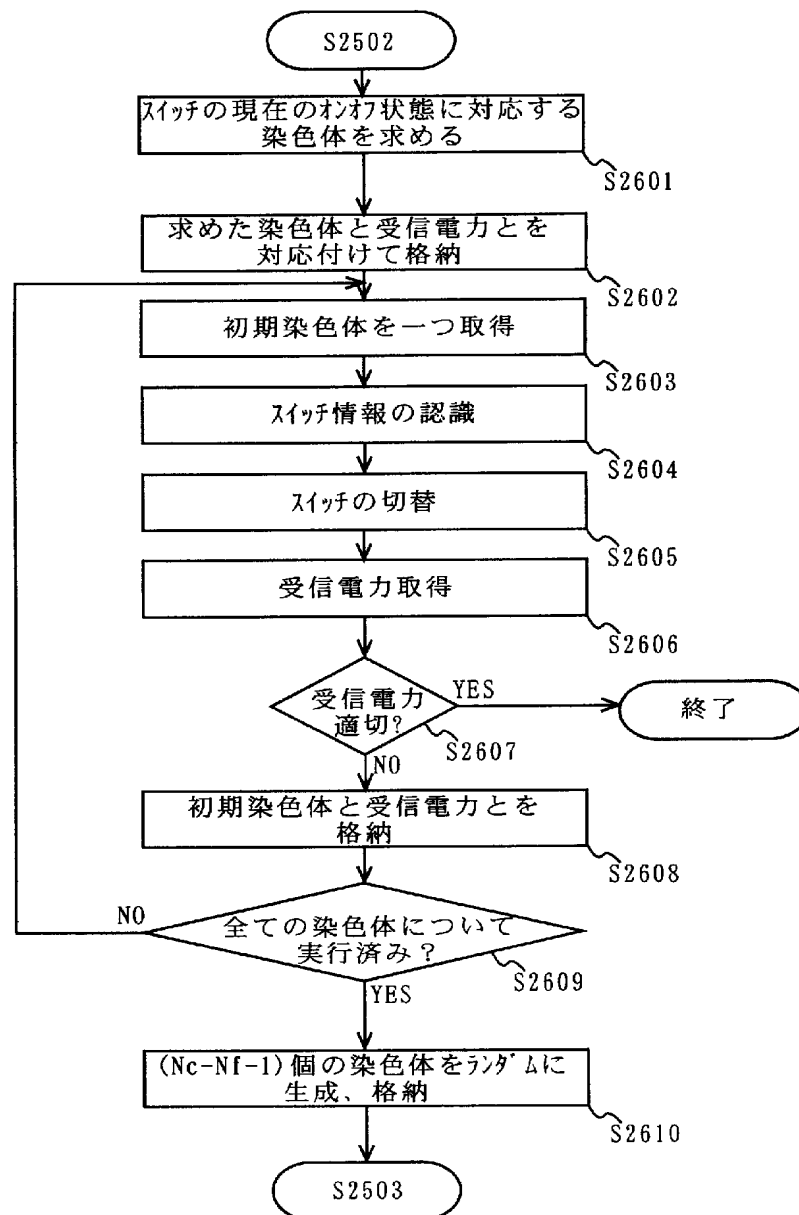 S2502
ｽｲｯﾁの現在のｵﾝｵﾌ状態に対応する
染色体を求める
S2601
求めた染色体と受信電力とを
対応付けて格納
S2602
初期染色体を一つ取得
S2603
ｽｲｯﾁ情報の認識
S2604
ｽｲｯﾁの切替
S2605
受信電力取得
S2606
受信電力
適切?
YES
終了
S2607
NO
初期染色体と受信電力とを
格納
S2608
NO
全ての染色体について
実行済み？
S2609
YES
(Nc-Nf-1)個の染色体をﾗﾝﾀﾞﾑに
生成、格納
S2610
S2503